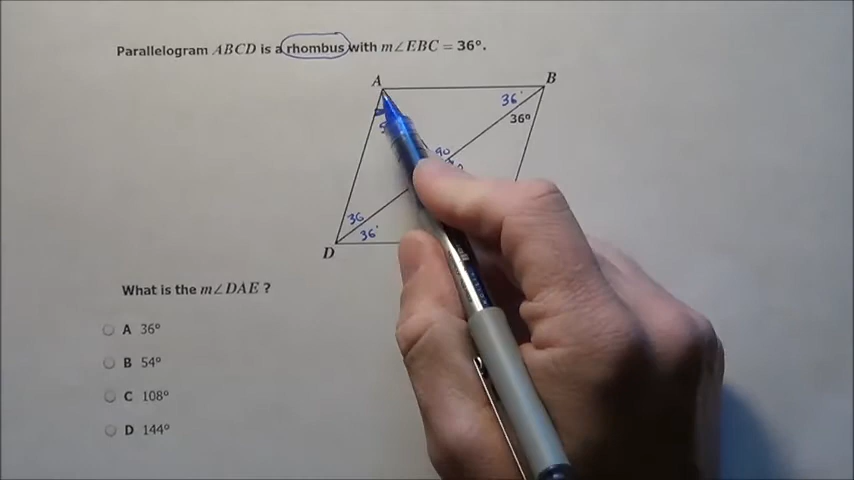 Parallelogram ABCD is a rhombus with m∠EBC = 36°.
A
B
36°
36°
90
36
36°
D
What is the m∠DAE ?
A 36°
B 54°
C 108°
D 144°